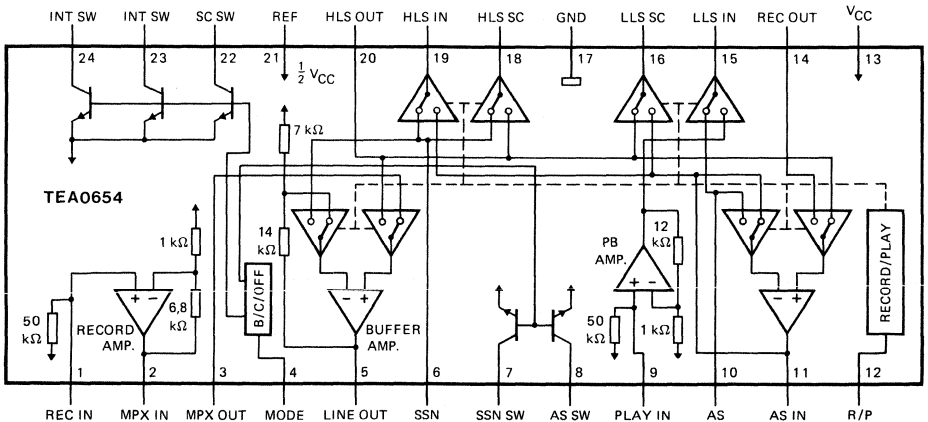 INT SW INT SW SC SW REF HLS OUT HLS IN HLS SC GND LLS SC LLS IN REC OUT VCC
24 23 22 21 20 19 18 17 16 15 14 13
½ VCC
7 kΩ
TEA0654
1 kΩ
14 kΩ
12 kΩ
PB AMP.
RECORD/PLAY
B/C/OFF
6,8 kΩ
50 kΩ
RECORD AMP.
BUFFER AMP.
50 kΩ
1 kΩ
+ −
− +
+ −
− +
1 2 3 4 5 6 7 8 9 10 11 12
REC IN MPX IN MPX OUT MODE LINE OUT SSN SSN SW AS SW PLAY IN AS AS IN R/P